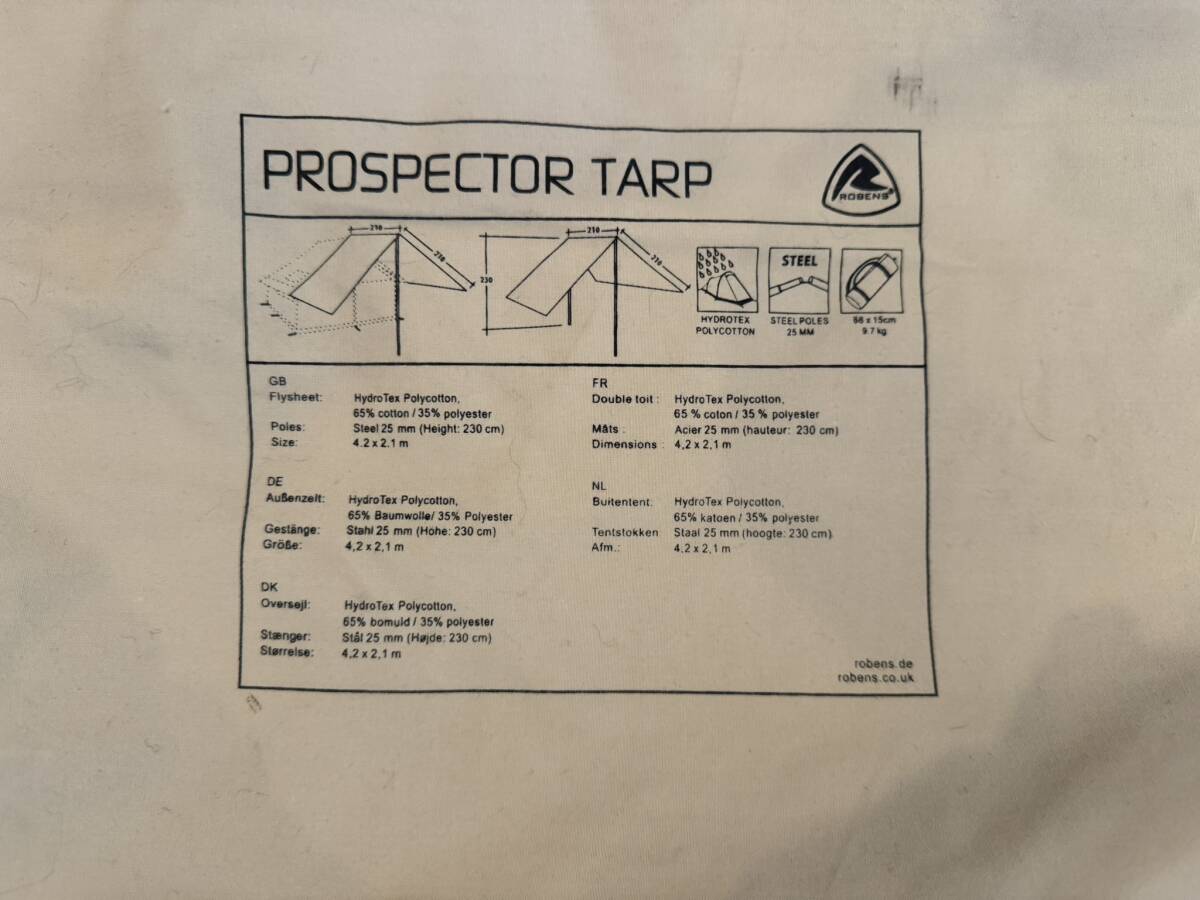 PROSPECTOR TARP
ROBENS®
210
210
230
210
210
STEEL
HYDROTEX
POLYCOTTON
STEEL POLES
25 MM
x 15cm
9.7 kg
GB
Flysheet: HydroTex Polycotton,
65% cotton / 35% polyester
Poles: Steel 25 mm (Height: 230 cm)
Size: 4.2 x 2.1 m
FR
Double toit : HydroTex Polycotton,
65 % coton / 35 % polyester
Mâts : Acier 25 mm (hauteur: 230 cm)
Dimensions : 4,2 x 2,1 m
DE
Außenzelt: HydroTex Polycotton,
65% Baumwolle/ 35% Polyester
Gestänge: Stahl 25 mm (Höhe: 230 cm)
Größe: 4,2 x 2,1 m
NL
Buitentent: HydroTex Polycotton,
65% katoen / 35% polyester
Tentstokken: Staal 25 mm (hoogte: 230 cm)
Afm.: 4,2 x 2,1 m
DK
Oversejl: HydroTex Polycotton,
65% bomuld / 35% polyester
Stænger: Stål 25 mm (Højde: 230 cm)
Størrelse: 4,2 x 2,1 m
robens.de
robens.co.uk